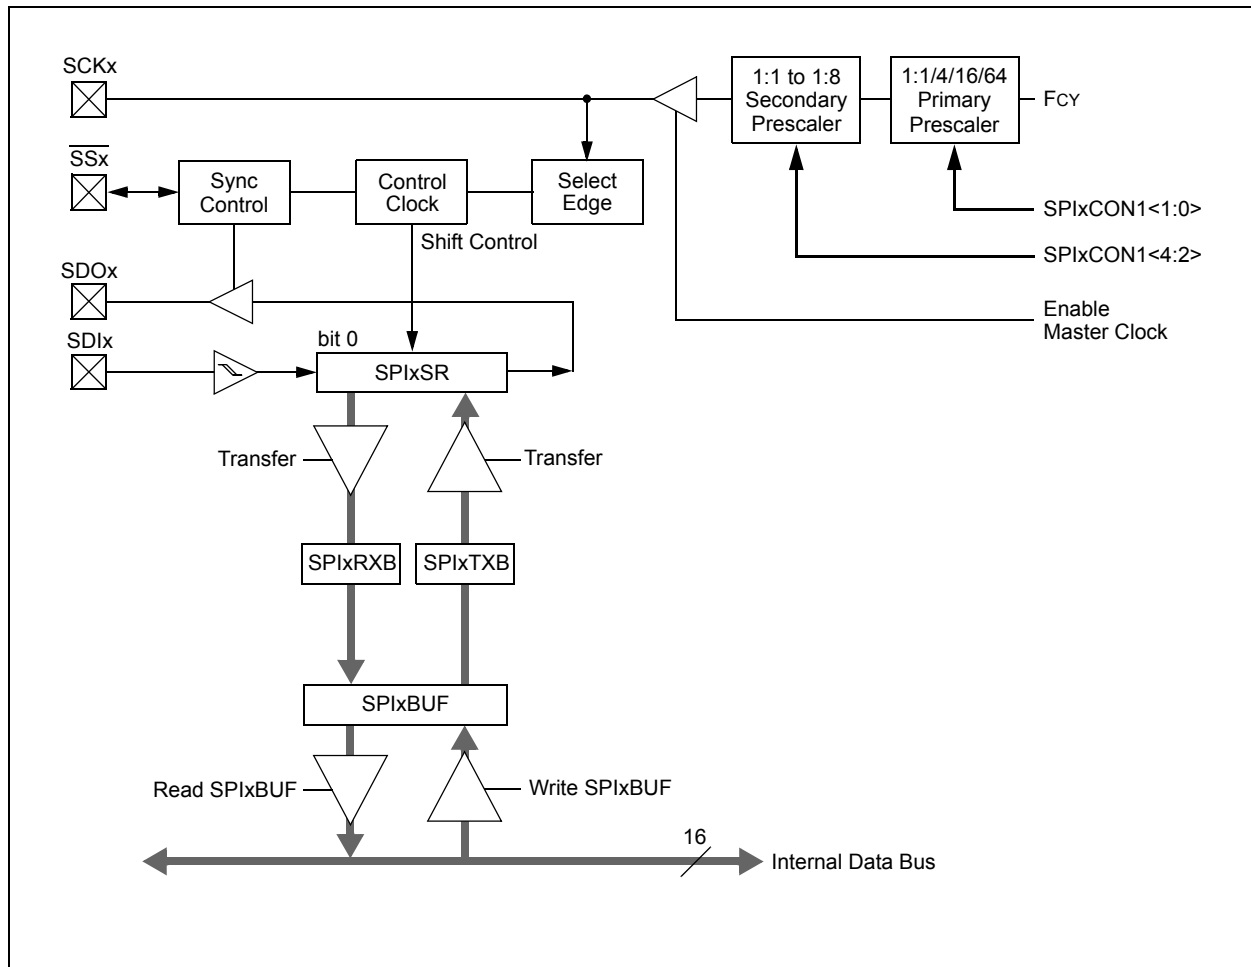 SCKx
1:1 to 1:8
Secondary
Prescaler
1:1/4/16/64
Primary
Prescaler
FCY
SSx
Sync
Control
Control
Clock
Select
Edge
SPIxCON1<1:0>
Shift Control
SPIxCON1<4:2>
SDOx
Enable
Master Clock
SDIx
bit 0
SPIxSR
Transfer
Transfer
SPIxRXB
SPIxTXB
SPIxBUF
Read SPIxBUF
Write SPIxBUF
16
Internal Data Bus